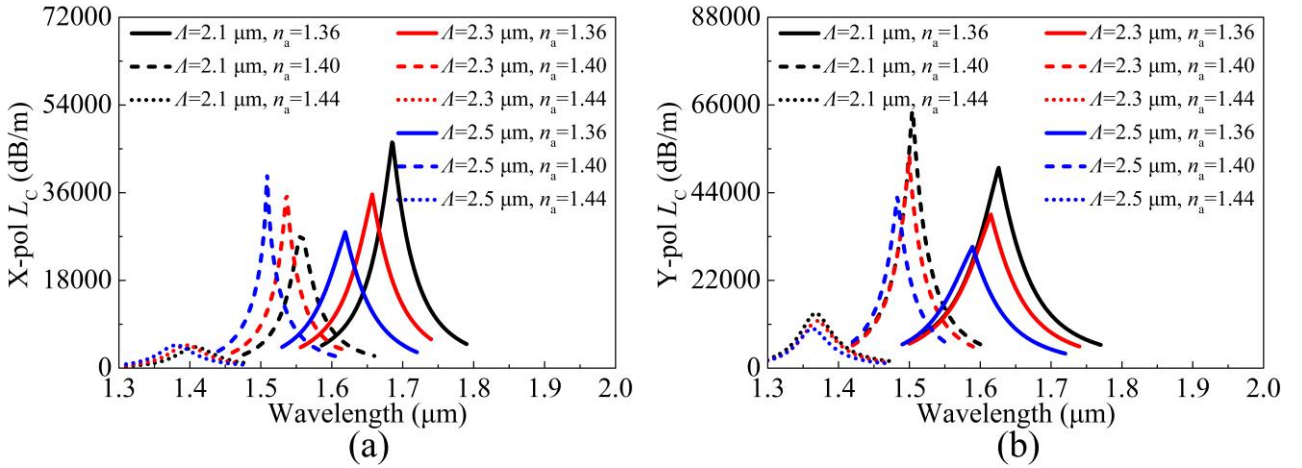 72000
54000
36000
18000
0
X-pol L_C (dB/m)
Λ=2.1 μm, n_a=1.36
Λ=2.1 μm, n_a=1.40
Λ=2.1 μm, n_a=1.44
Λ=2.3 μm, n_a=1.36
Λ=2.3 μm, n_a=1.40
Λ=2.3 μm, n_a=1.44
Λ=2.5 μm, n_a=1.36
Λ=2.5 μm, n_a=1.40
Λ=2.5 μm, n_a=1.44
1.3 1.4 1.5 1.6 1.7 1.8 1.9 2.0
Wavelength (μm)
(a)
88000
66000
44000
22000
0
Y-pol L_C (dB/m)
Λ=2.1 μm, n_a=1.36
Λ=2.1 μm, n_a=1.40
Λ=2.1 μm, n_a=1.44
Λ=2.3 μm, n_a=1.36
Λ=2.3 μm, n_a=1.40
Λ=2.3 μm, n_a=1.44
Λ=2.5 μm, n_a=1.36
Λ=2.5 μm, n_a=1.40
Λ=2.5 μm, n_a=1.44
1.3 1.4 1.5 1.6 1.7 1.8 1.9 2.0
Wavelength (μm)
(b)